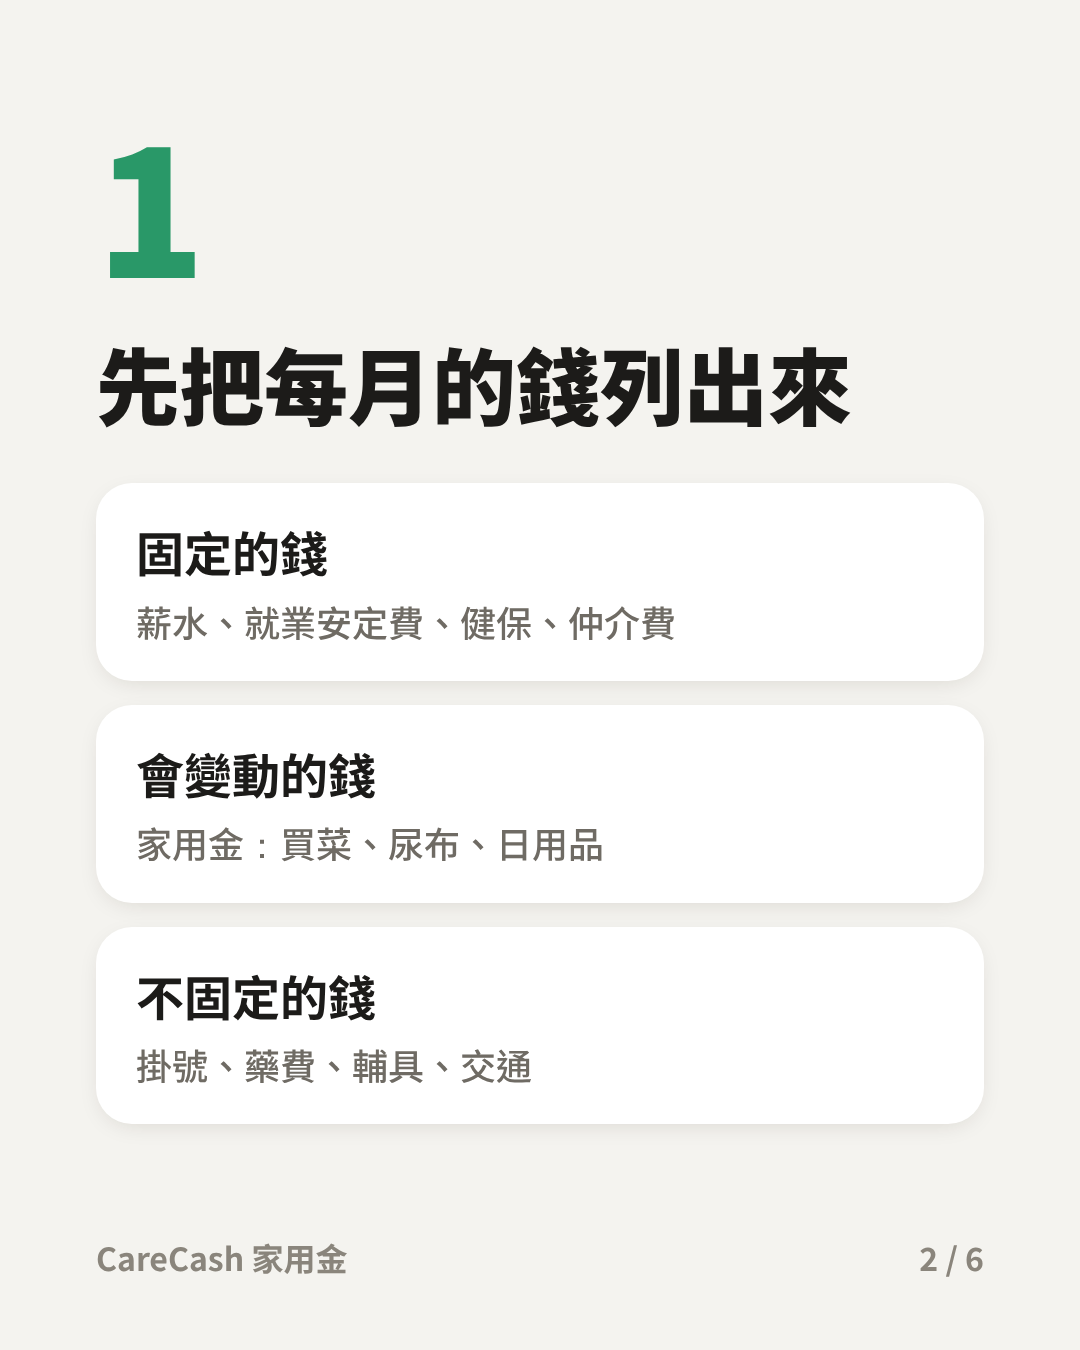 1
先把每月的錢列出來
固定的錢
薪水、就業安定費、健保、仲介費
會變動的錢
家用金：買菜、尿布、日用品
不固定的錢
掛號、藥費、輔具、交通
CareCash 家用金
2 / 6